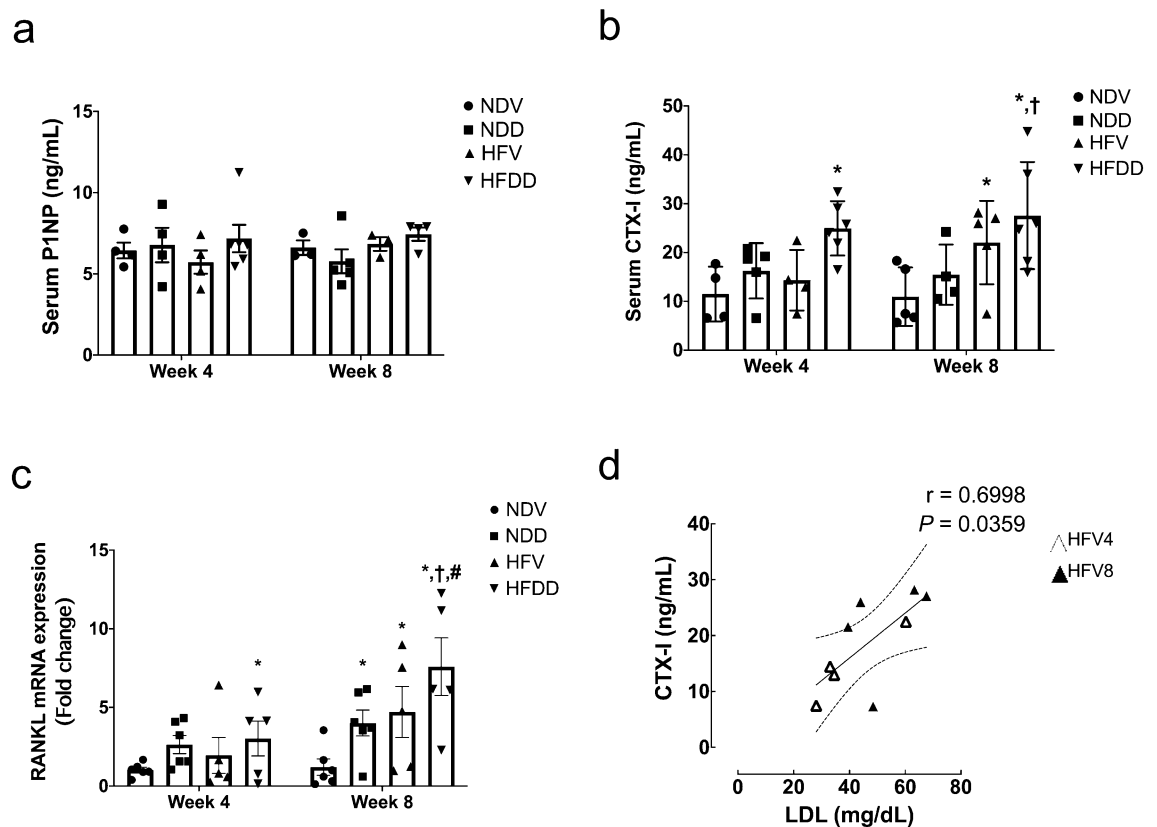 a
Serum P1NP (ng/mL)
15
10
5
0
Week 4
Week 8
NDV
NDD
HFV
HFDD
b
Serum CTX-I (ng/mL)
50
40
30
20
10
0
Week 4
Week 8
*
*
*,†
NDV
NDD
HFV
HFDD
c
RANKL mRNA expression
(Fold change)
15
10
5
0
Week 4
Week 8
*
*
*
*,†,#
NDV
NDD
HFV
HFDD
d
r = 0.6998
P = 0.0359
CTX-I (ng/mL)
40
30
20
10
0
0 20 40 60 80
LDL (mg/dL)
HFV4
HFV8